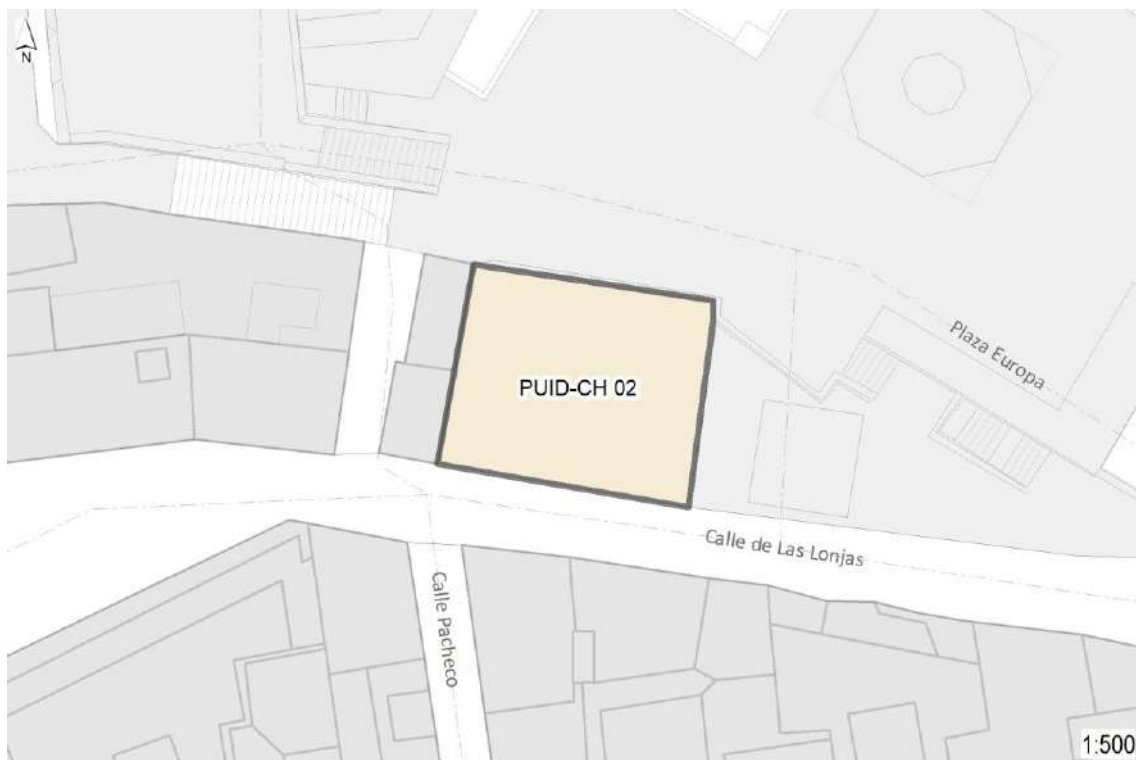 N
Plaza Europa
PUID-CH 02
Calle de Las Lonjas
Calle Pacheco
1:500